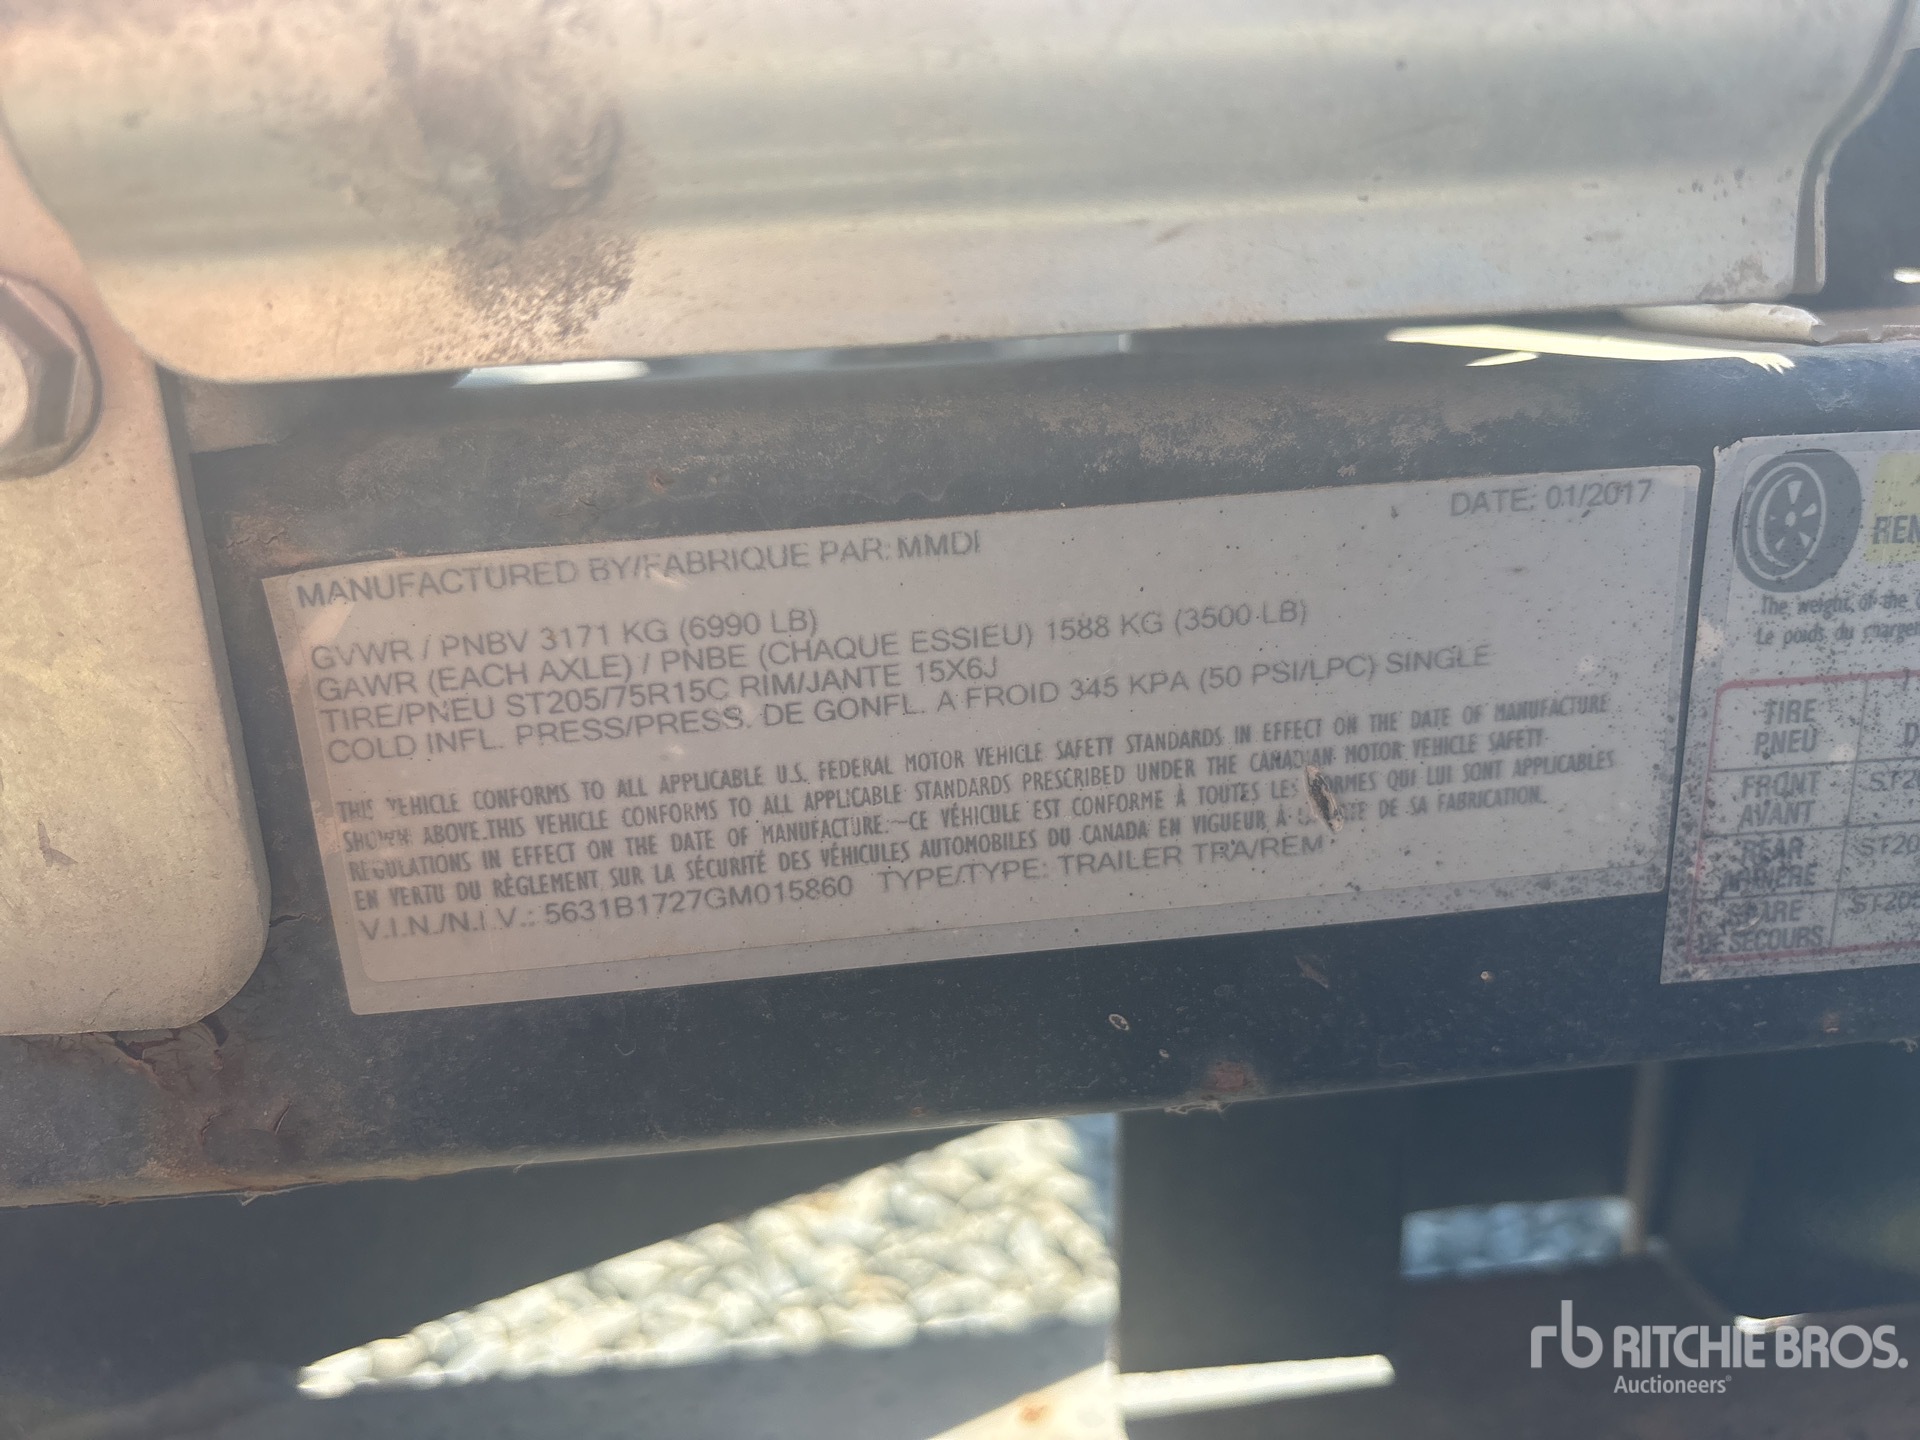 MANUFACTURED BY/FABRIQUE PAR: MMDI
DATE: 01/2017
GVWR / PNBV 3171 KG (6990 LB)
GAWR (EACH AXLE) / PNBE (CHAQUE ESSIEU) 1588 KG (3500 LB)
TIRE/PNEU ST205/75R15C RIM/JANTE 15X6J
COLD INFL. PRESS/PRESS. DE GONFL. A FROID 345 KPA (50 PSI/LPC) SINGLE
THIS VEHICLE CONFORMS TO ALL APPLICABLE U.S. FEDERAL MOTOR VEHICLE SAFETY STANDARDS IN EFFECT ON THE DATE OF MANUFACTURE
SHOWN ABOVE.THIS VEHICLE CONFORMS TO ALL APPLICABLE STANDARDS PRESCRIBED UNDER THE CANADIAN MOTOR VEHICLE SAFETY
REGULATIONS IN EFFECT ON THE DATE OF MANUFACTURE.-CE VÉHICULE EST CONFORME À TOUTES LES NORMES QUI LUI SONT APPLICABLES
EN VERTU DU RÈGLEMENT SUR LA SÉCURITÉ DES VÉHICULES AUTOMOBILES DU CANADA EN VIGUEUR À LA DATE DE SA FABRICATION.
V.I.N./N.I.V.: 5631B1727GM015860 TYPE/TYPE: TRAILER TRA/REM
REN
The weight of the
Le poids du charge
TIRE
PNEU
FRONT
AVANT
ST20
REAR
ARRIÈRE
ST20
SPARE
DE SECOURS
ST205
rb RITCHIE BROS.
Auctioneers